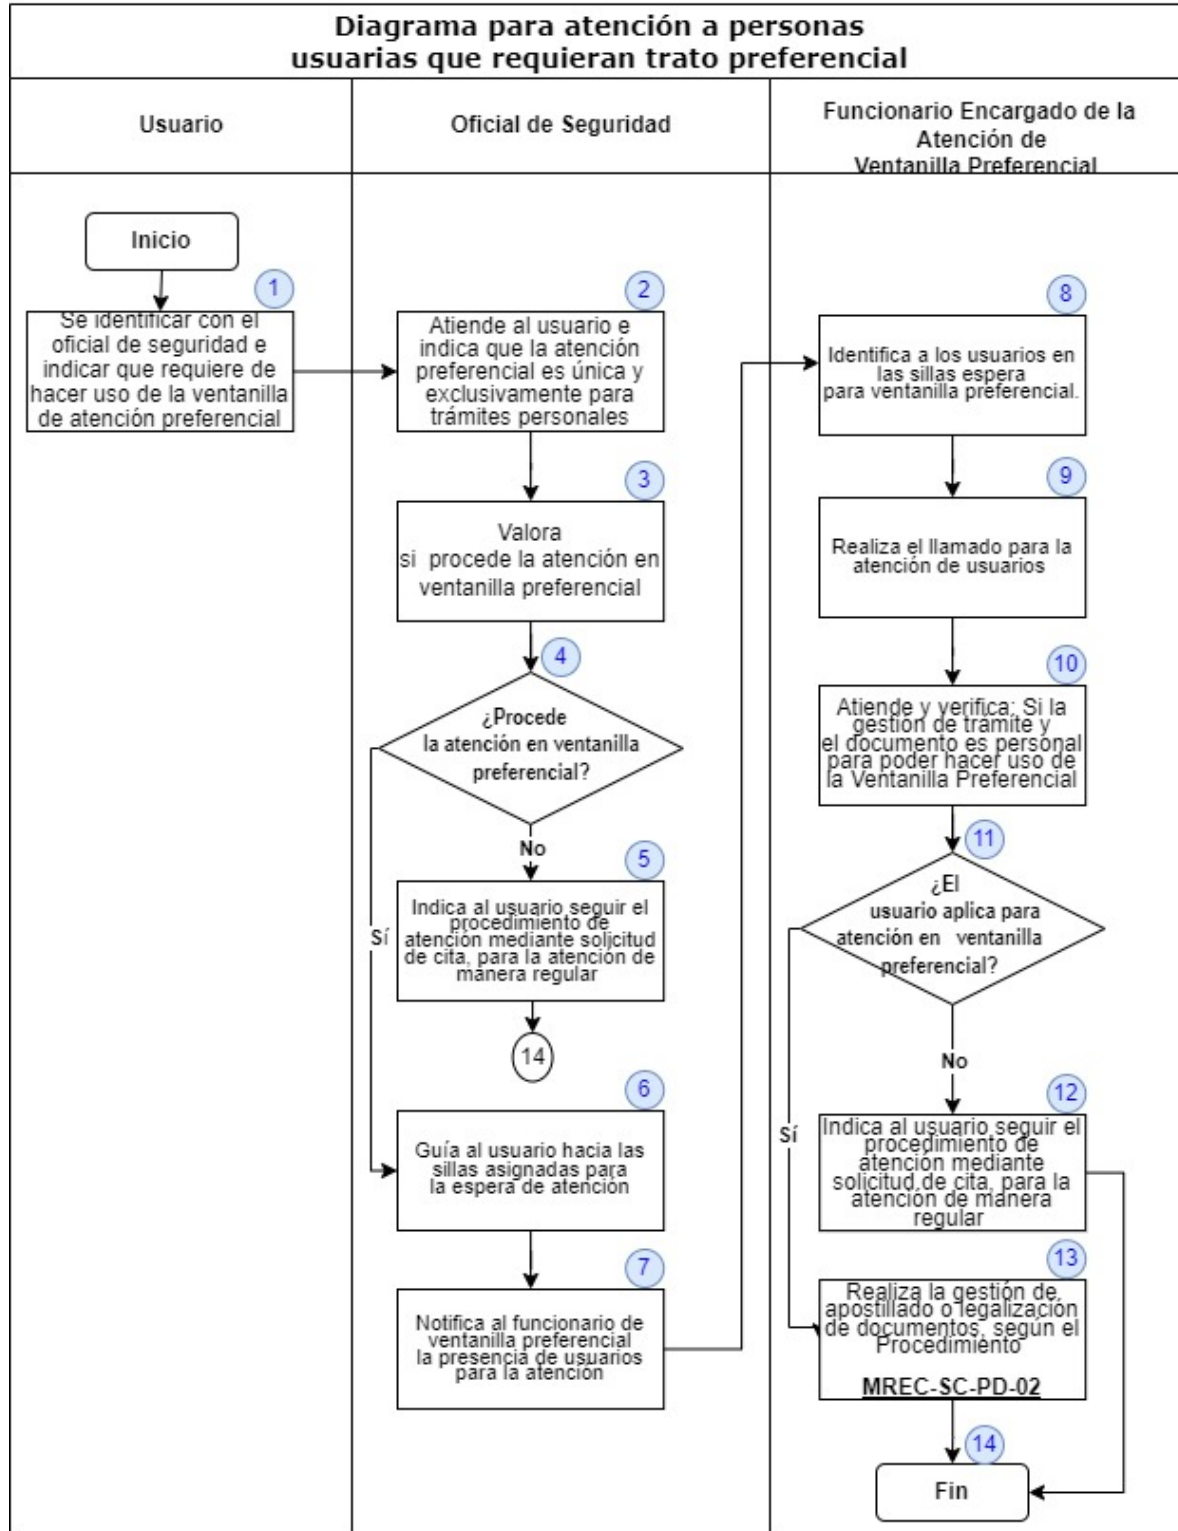 Diagrama para atención a personas
usuarias que requieran trato preferencial
Usuario
Oficial de Seguridad
Funcionario Encargado de la
Atención de
Ventanilla Preferencial
Inicio
1
Se identificar con el
oficial de seguridad e
indicar que requiere de
hacer uso de la ventanilla
de atención preferencial
2
Atiende al usuario e
indica que la atención
preferencial es única y
exclusivamente para
trámites personales
3
Valora
si procede la atención en
ventanilla preferencial
4
¿Procede
la atención en ventanilla
preferencial?
No
Sí
5
Indica al usuario seguir el
procedimiento de
atención mediante solicitud
de cita, para la atención de
manera regular
14
6
Guía al usuario hacia las
sillas asignadas para
la espera de atención
7
Notifica al funcionario de
ventanilla preferencial
la presencia de usuarios
para la atención
8
Identifica a los usuarios en
las sillas espera
para ventanilla preferencial.
9
Realiza el llamado para la
atención de usuarios
10
Atiende y verifica: Si la
gestión de trámite y
el documento es personal
para poder hacer uso de
la Ventanilla Preferencial
11
¿El
usuario aplica para
atención en ventanilla
preferencial?
No
Sí
12
Indica al usuario seguir el
procedimiento de
atención mediante
solicitud de cita, para la
atención de manera
regular
13
Realiza la gestión de
apostillado o legalización
de documentos, según el
Procedimiento
MREC-SC-PD-02
14
Fin